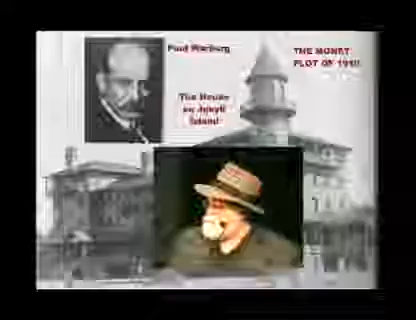 Paul Warburg
THE MONEY
PLOT OF 1910
The House
on Jekyll
Island